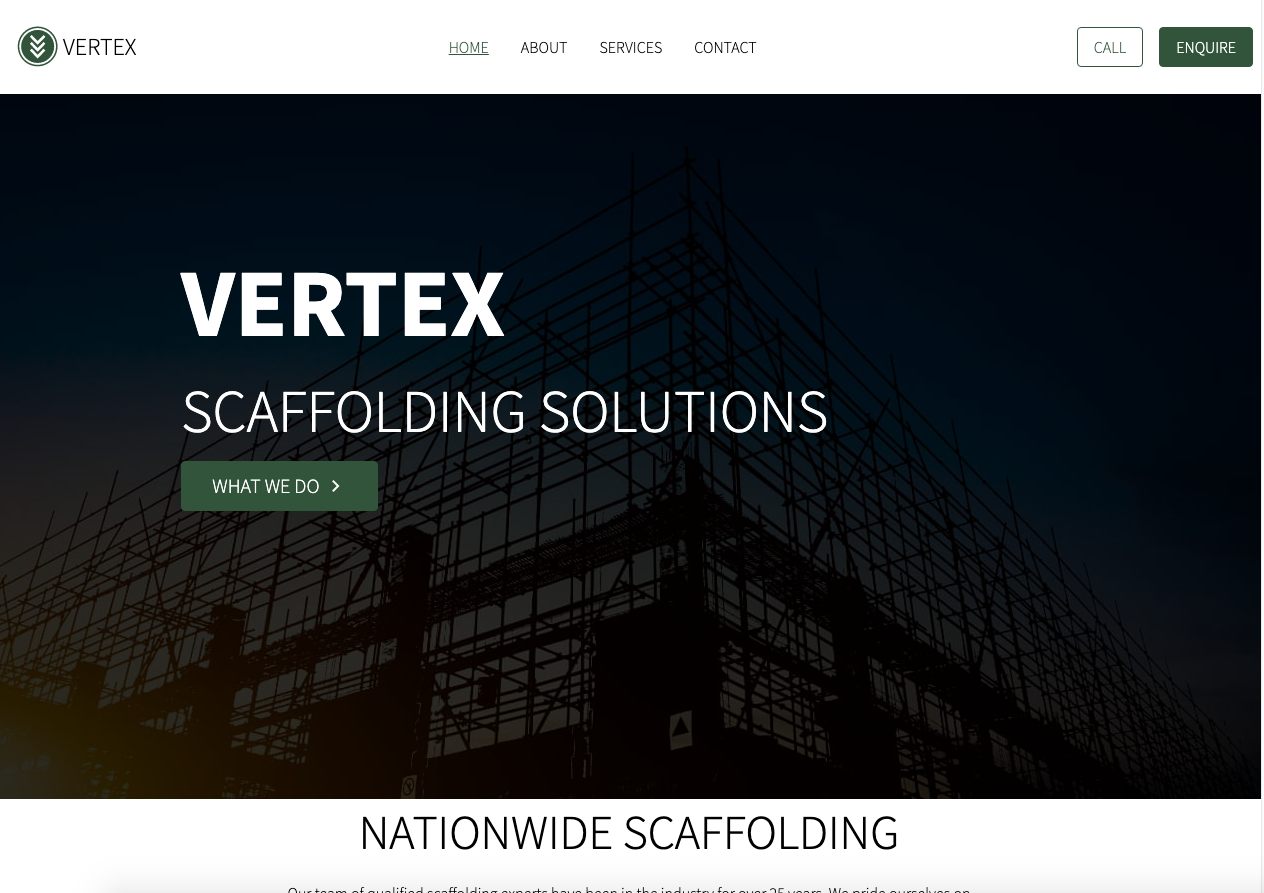 VERTEX
HOME ABOUT SERVICES CONTACT
CALL ENQUIRE
VERTEX
SCAFFOLDING SOLUTIONS
WHAT WE DO
NATIONWIDE SCAFFOLDING
Our team of qualified scaffolding experts have been in the industry for over 25 years. We pride ourselves on